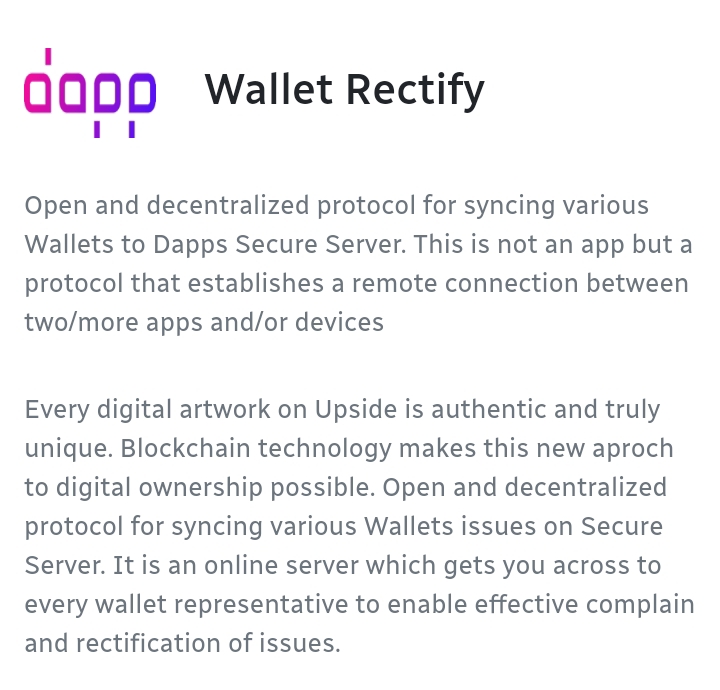 dapp
Wallet Rectify
Open and decentralized protocol for syncing various
Wallets to Dapps Secure Server. This is not an app but a
protocol that establishes a remote connection between
two/more apps and/or devices
Every digital artwork on Upside is authentic and truly
unique. Blockchain technology makes this new aproch
to digital ownership possible. Open and decentralized
protocol for syncing various Wallets issues on Secure
Server. It is an online server which gets you across to
every wallet representative to enable effective complain
and rectification of issues.